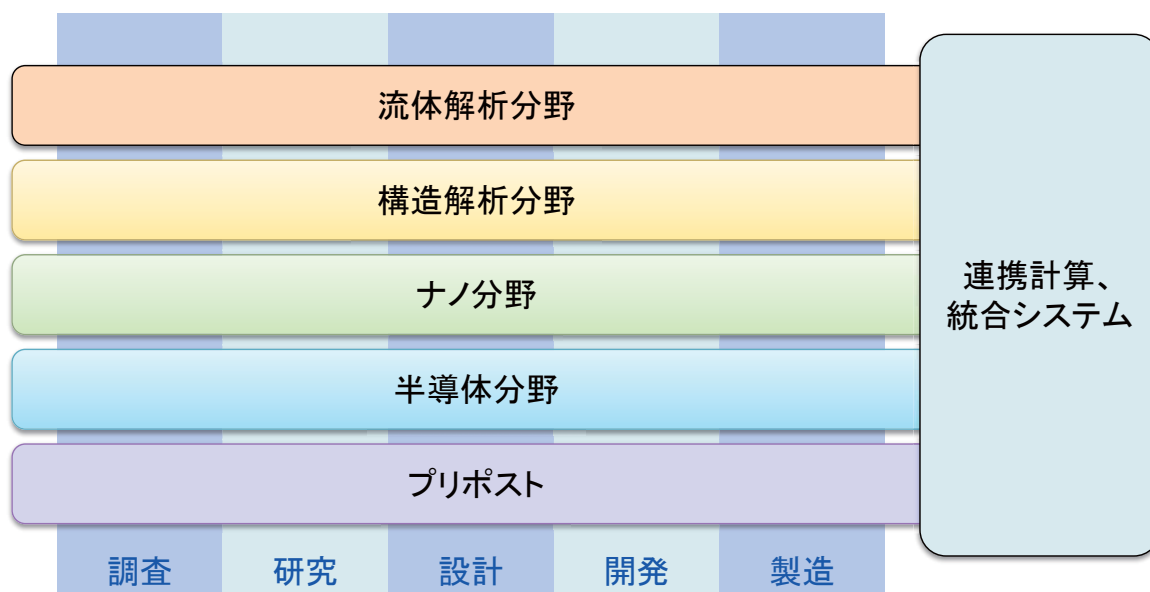 流体解析分野
構造解析分野
ナノ分野
半導体分野
プリポスト
連携計算、
統合システム
調査
研究
設計
開発
製造